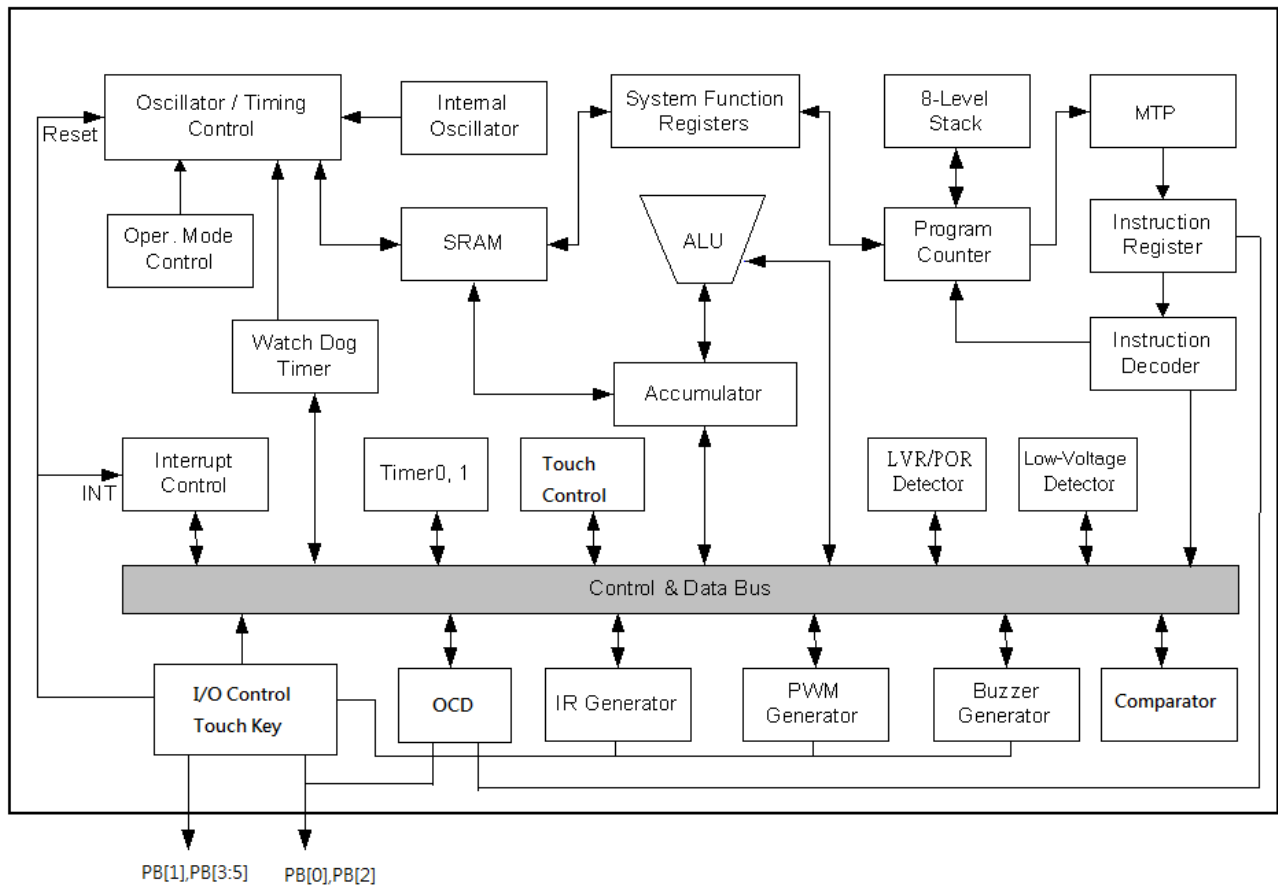 Oscillator / Timing
Control
Internal
Oscillator
System Function
Registers
8-Level
Stack
MTP
Reset
Oper. Mode
Control
SRAM
ALU
Program
Counter
Instruction
Register
Watch Dog
Timer
Accumulator
Instruction
Decoder
Interrupt
Control
INT
Timer0, 1
Touch
Control
LVR/POR
Detector
Low-Voltage
Detector
Control & Data Bus
I/O Control
Touch Key
OCD
IR Generator
PWM
Generator
Buzzer
Generator
Comparator
PB[1],PB[3:5]
PB[0],PB[2]